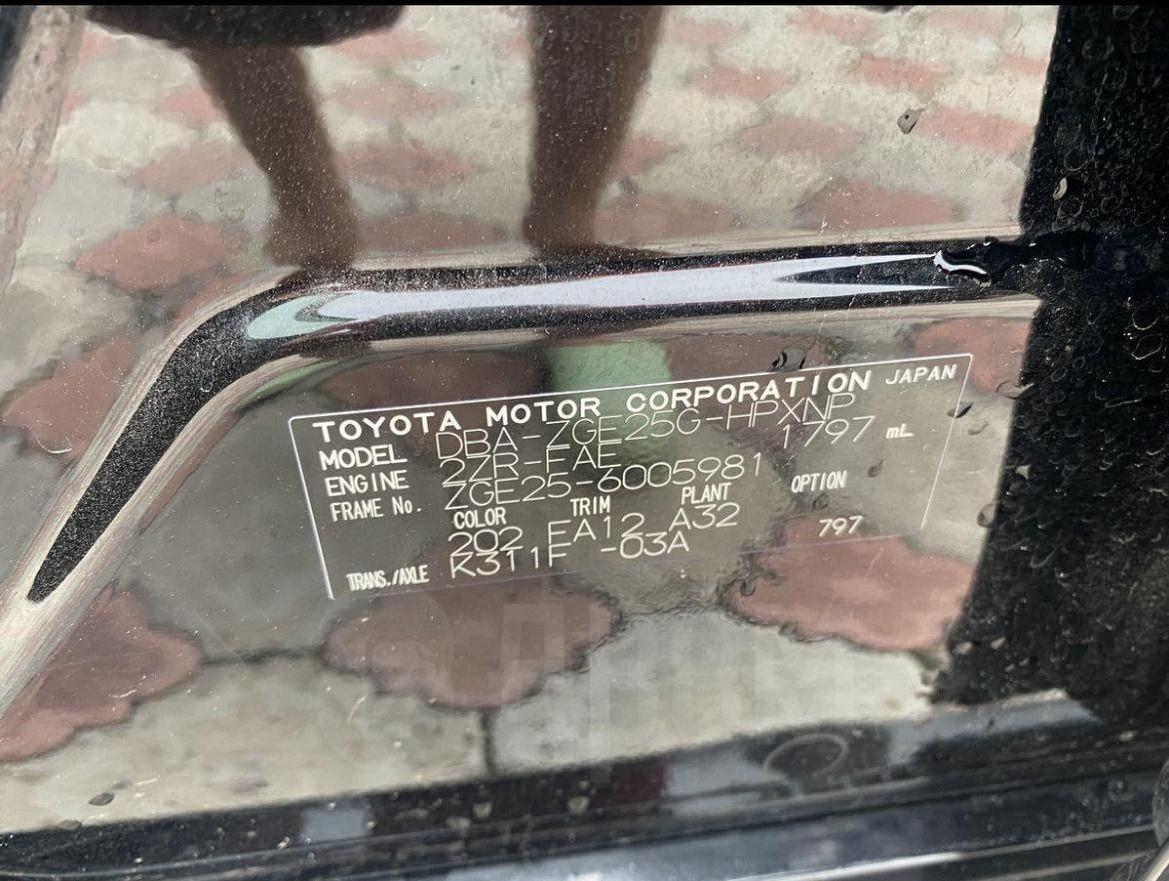 TOYOTA MOTOR CORPORATION JAPAN
MODEL DBA-ZGE25G-HPXNP
ENGINE 2ZR-FAE 1797 mL
FRAME No. ZGE25-6005981
COLOR TRIM PLANT OPTION
202 FA12 A32 797
TRANS./AXLE K311F -03A